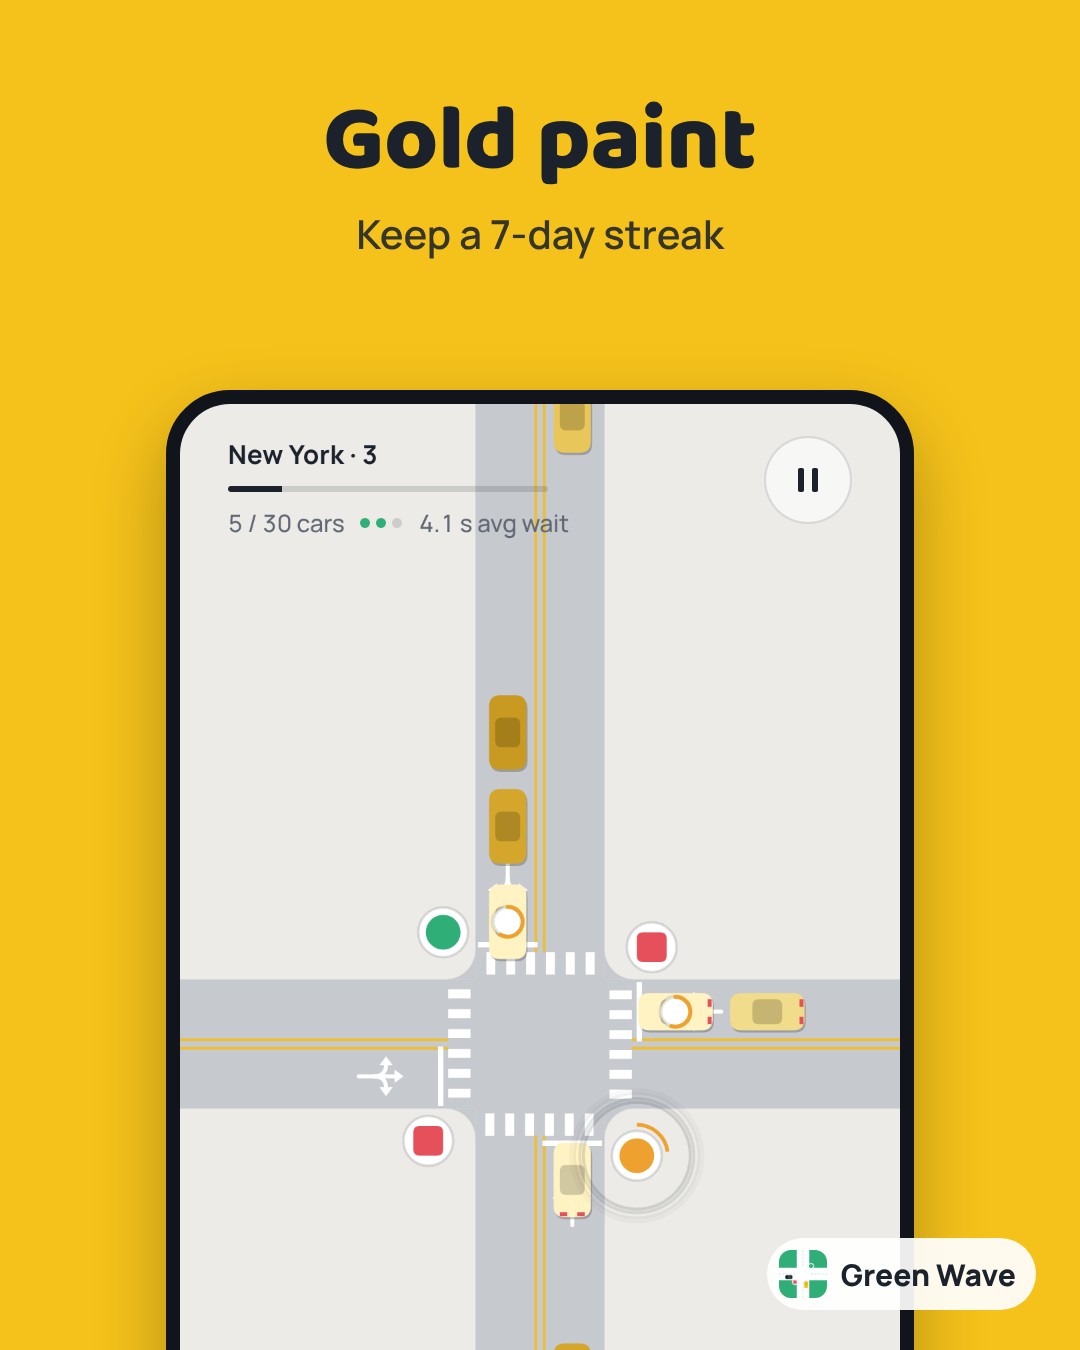 Gold paint
Keep a 7-day streak
New York · 3
5 / 30 cars 4.1 s avg wait
Green Wave